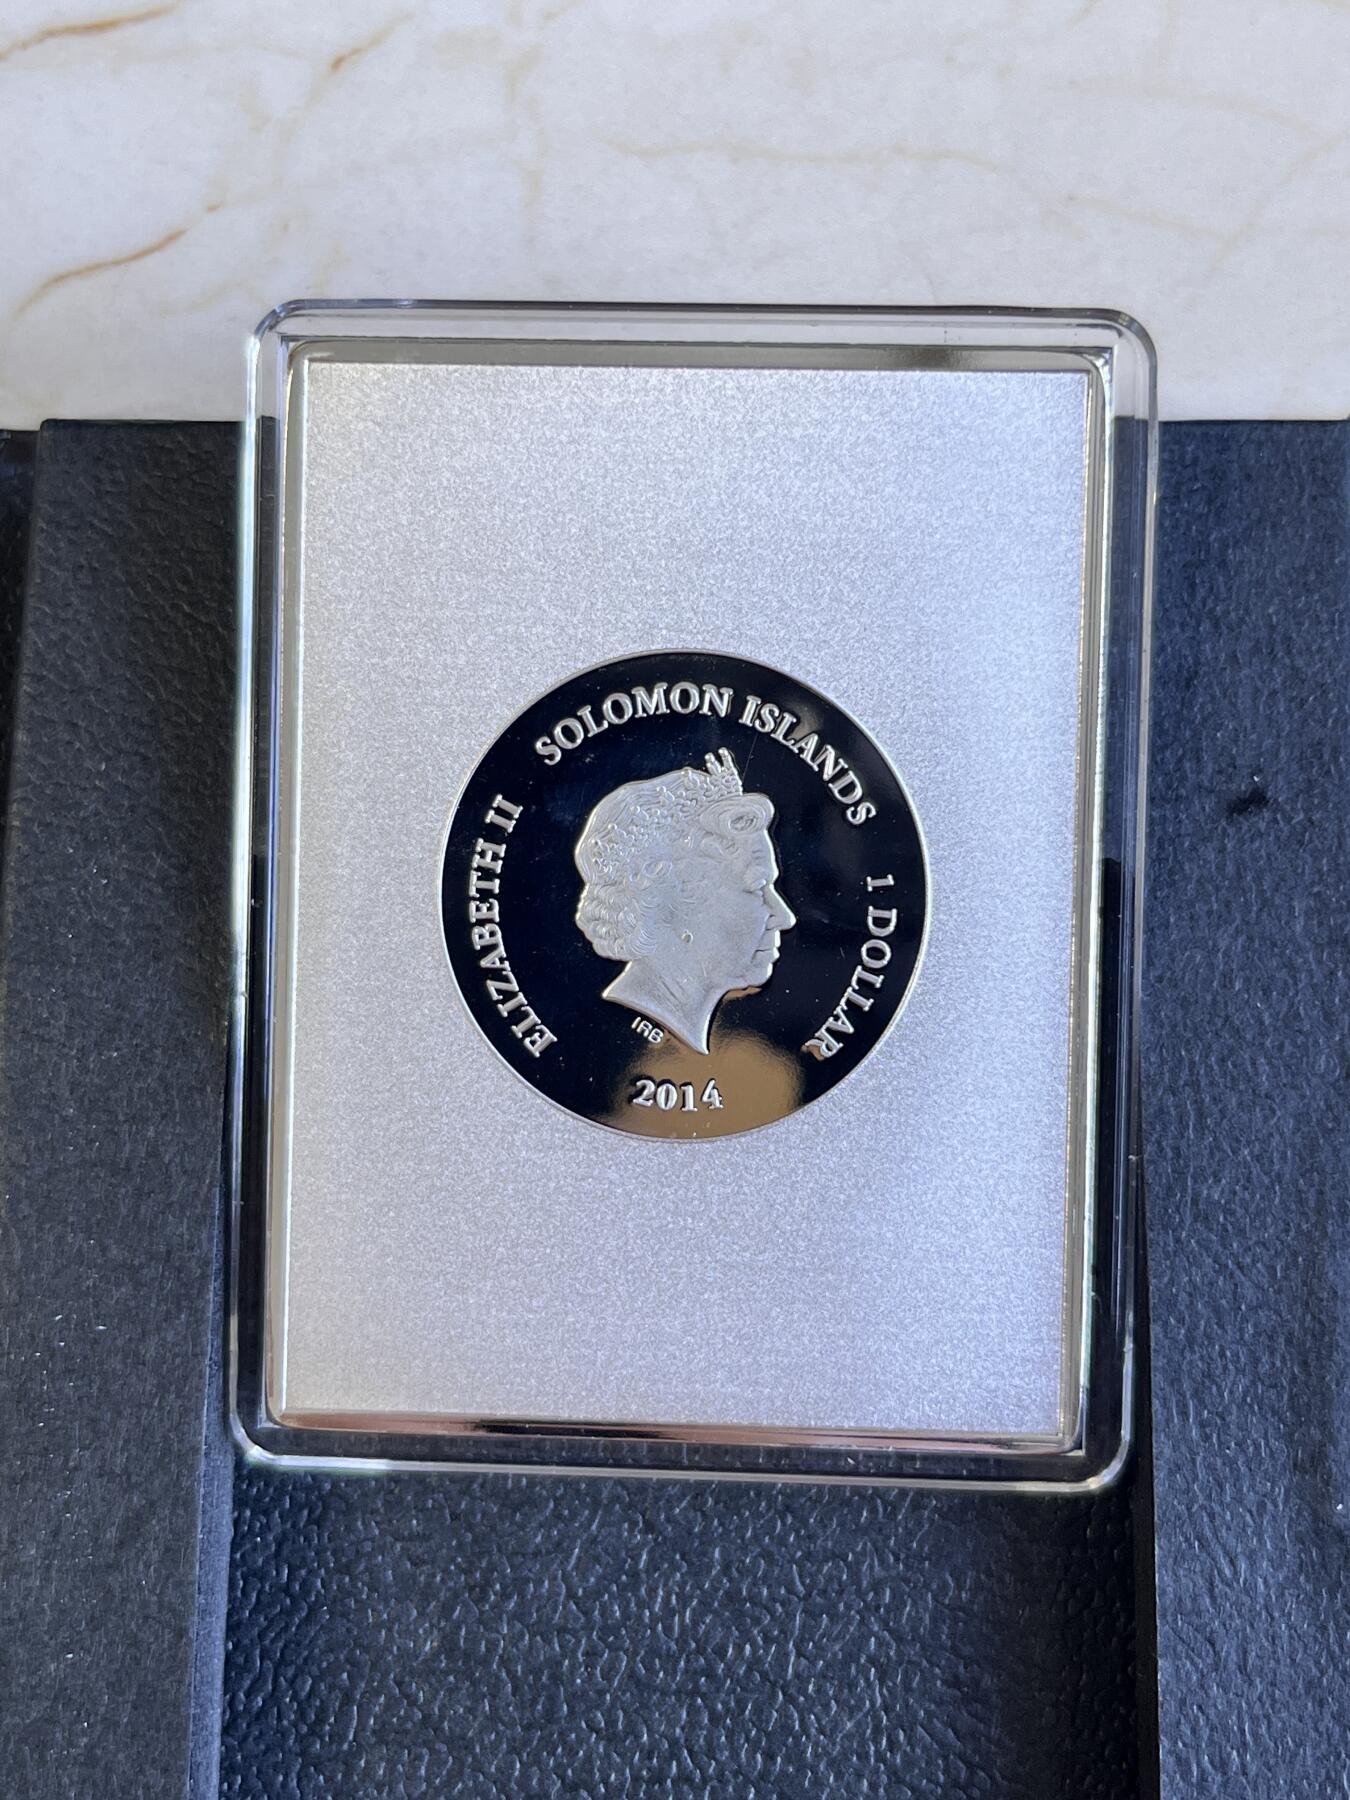 ELIZABETH II
SOLOMON ISLANDS
1 DOLLAR
IRB
2014